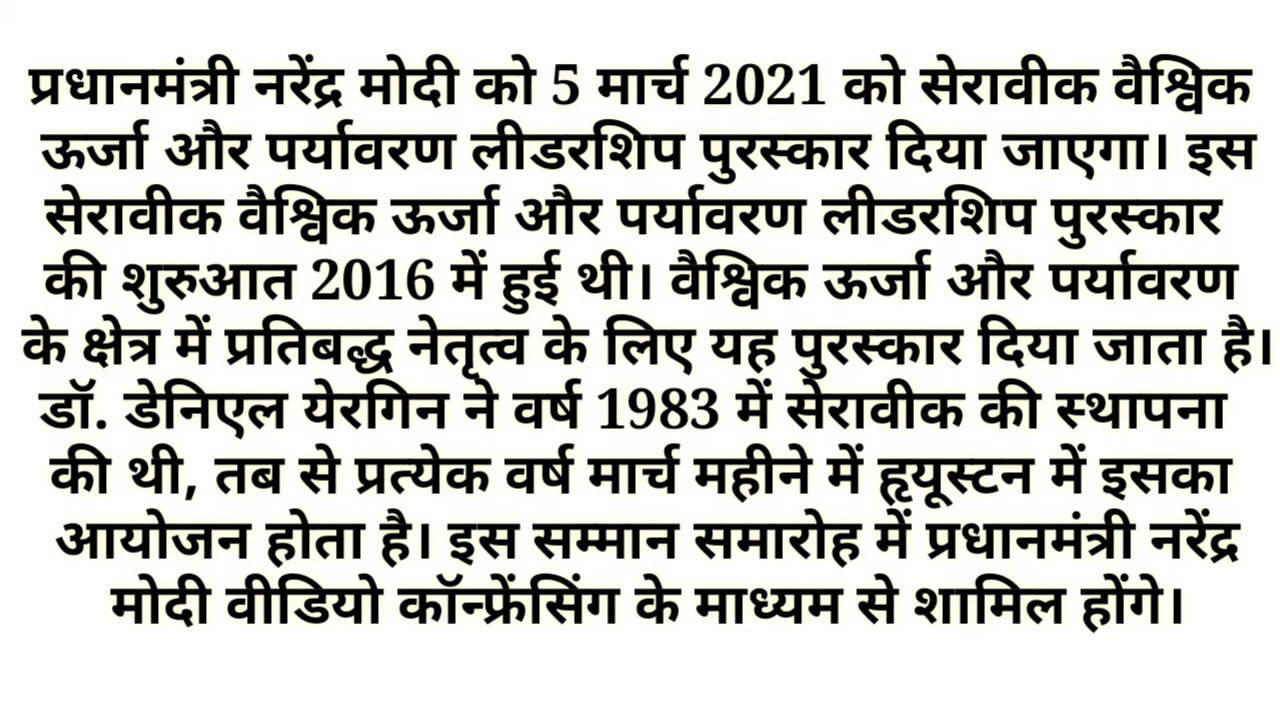 प्रधानमंत्री नरेंद्र मोदी को 5 मार्च 2021 को सेरावीक वैश्विक
ऊर्जा और पर्यावरण लीडरशिप पुरस्कार दिया जाएगा। इस
सेरावीक वैश्विक ऊर्जा और पर्यावरण लीडरशिप पुरस्कार
की शुरुआत 2016 में हुई थी। वैश्विक ऊर्जा और पर्यावरण
के क्षेत्र में प्रतिबद्ध नेतृत्व के लिए यह पुरस्कार दिया जाता है।
डॉ. डेनिएल येरगिन ने वर्ष 1983 में सेरावीक की स्थापना
की थी, तब से प्रत्येक वर्ष मार्च महीने में हृयूस्टन में इसका
आयोजन होता है। इस सम्मान समारोह में प्रधानमंत्री नरेंद्र
मोदी वीडियो कॉन्फ्रेंसिंग के माध्यम से शामिल होंगे।